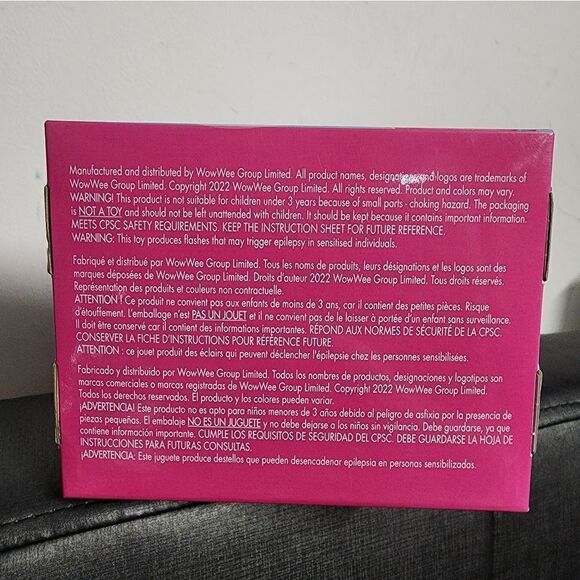 Manufactured and distributed by WowWee Group Limited. All product names, designations and logos are trademarks of
WowWee Group Limited. Copyright 2022 WowWee Group Limited. All rights reserved. Product and colors may vary.
WARNING! This product is not suitable for children under 3 years because of small parts - choking hazard. The packaging
is NOT A TOY and should not be left unattended with children. It should be kept because it contains important information.
MEETS CPSC SAFETY REQUIREMENTS. KEEP THE INSTRUCTION SHEET FOR FUTURE REFERENCE.
WARNING: This toy produces flashes that may trigger epilepsy in sensitised individuals.
Fabriqué et distribué par WowWee Group Limited. Tous les noms de produits, leurs désignations et les logos sont des
marques déposées de WowWee Group Limited. Droits d'auteur 2022 WowWee Group Limited. Tous droits réservés.
Représentation des produits et couleurs non contractuelle.
ATTENTION ! Ce produit ne convient pas aux enfants de moins de 3 ans, car il contient des petites pièces. Risque
d'étouffement. L'emballage n'est PAS UN JOUET et il ne convient pas de le laisser à portée d'un enfant sans surveillance.
Il doit être conservé car il contient des informations importantes. RÉPOND AUX NORMES DE SÉCURITÉ DE LA CPSC.
CONSERVER LA FICHE D'INSTRUCTIONS POUR RÉFÉRENCE FUTURE.
ATTENTION : ce jouet produit des éclairs qui peuvent déclencher l'épilepsie chez les personnes sensibilisées.
Fabricado y distribuido por WowWee Group Limited. Todos los nombres de productos, designaciones y logotipos son
marcas comerciales o marcas registradas de WowWee Group Limited. Copyright 2022 WowWee Group Limited.
Todos los derechos reservados. El producto y los colores pueden variar.
¡ADVERTENCIA! Este producto no es apto para niños menores de 3 años debido al peligro de asfixia por la presencia de
piezas pequeñas. El embalaje NO ES UN JUGUETE y no debe dejarse a los niños sin vigilancia. Debe guardarse, ya que
contiene información importante. CUMPLE LOS REQUISITOS DE SEGURIDAD DEL CPSC. DEBE GUARDARSE LA HOJA DE
INSTRUCCIONES PARA FUTURAS CONSULTAS.
¡ADVERTENCIA: Este juguete produce destellos que pueden desencadenar epilepsia en personas sensibilizadas.